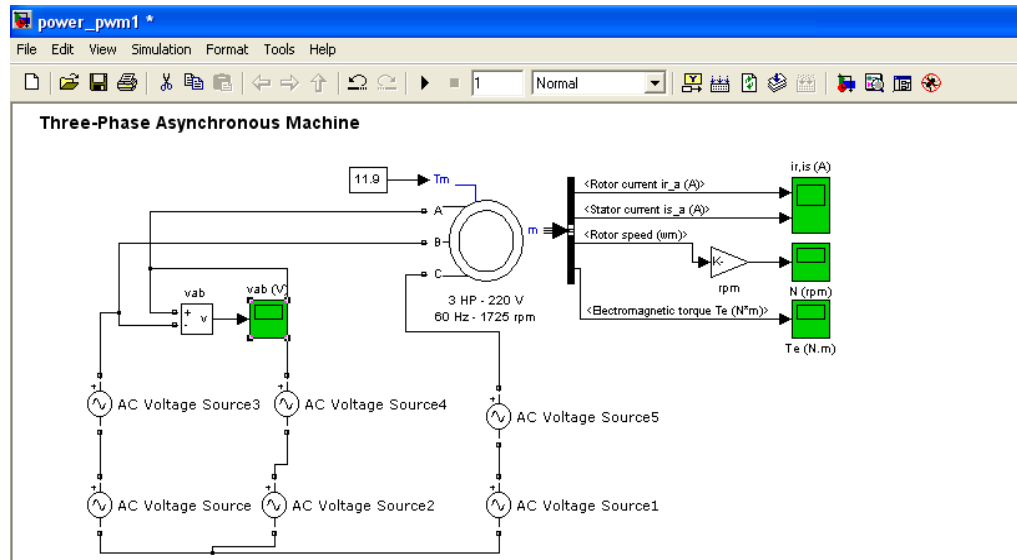 power_pwm1 *
File Edit View Simulation Format Tools Help
1 Normal
Three-Phase Asynchronous Machine
ir,is (A)
11.9 Tm
<Rotor current ir_a (A)>
A
<Stator current is_a (A)>
m
<Rotor speed (wm)>
B
K-
C
rpm
N (rpm)
vab
vab (V)
3 HP - 220 V
60 Hz - 1725 rpm
<Electromagnetic torque Te (N*m)>
+
-
v
Te (N.m)
+ + +
AC Voltage Source3 AC Voltage Source4 AC Voltage Source5
+ + +
AC Voltage Source AC Voltage Source2 AC Voltage Source1